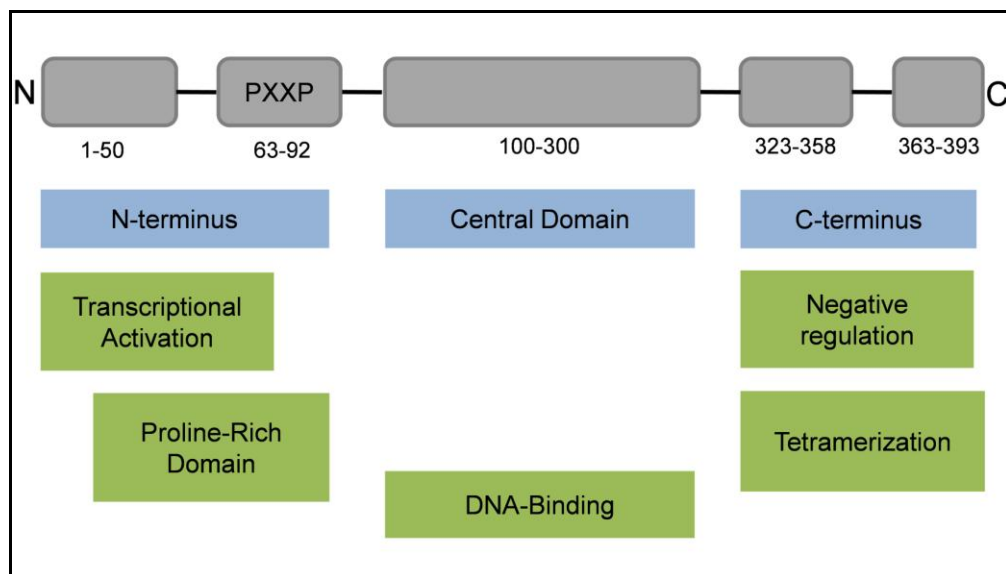 N
PXXP
C
1-50
63-92
100-300
323-358
363-393
N-terminus
Central Domain
C-terminus
Transcriptional
Activation
Negative
regulation
Proline-Rich
Domain
Tetramerization
DNA-Binding